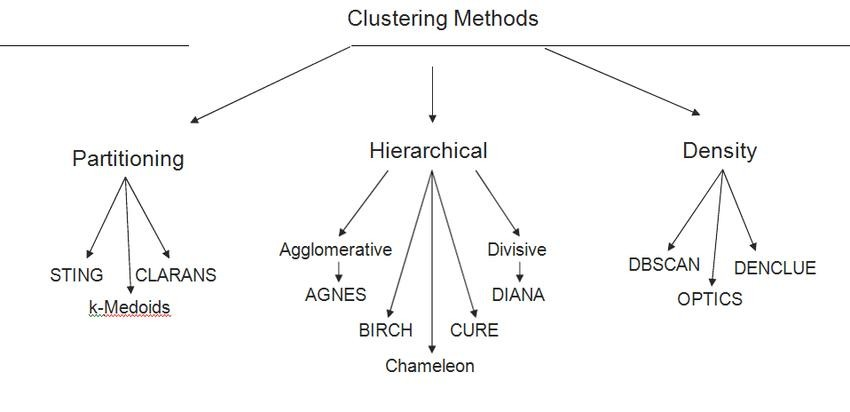 Clustering Methods
Partitioning
Hierarchical
Density
STING
CLARANS
k-Medoids
Agglomerative
Divisive
AGNES
DIANA
BIRCH
CURE
Chameleon
DBSCAN
DENCLUE
OPTICS